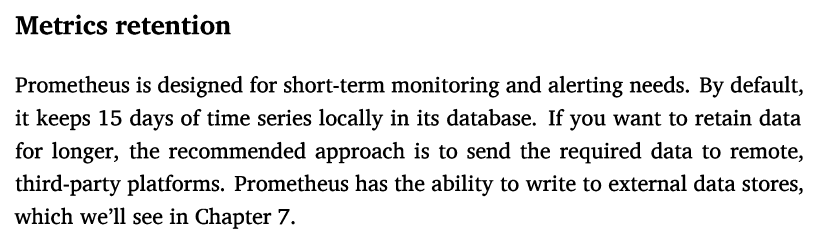 Metrics retention
Prometheus is designed for short-term monitoring and alerting needs. By default,
it keeps 15 days of time series locally in its database. If you want to retain data
for longer, the recommended approach is to send the required data to remote,
third-party platforms. Prometheus has the ability to write to external data stores,
which we’ll see in Chapter 7.